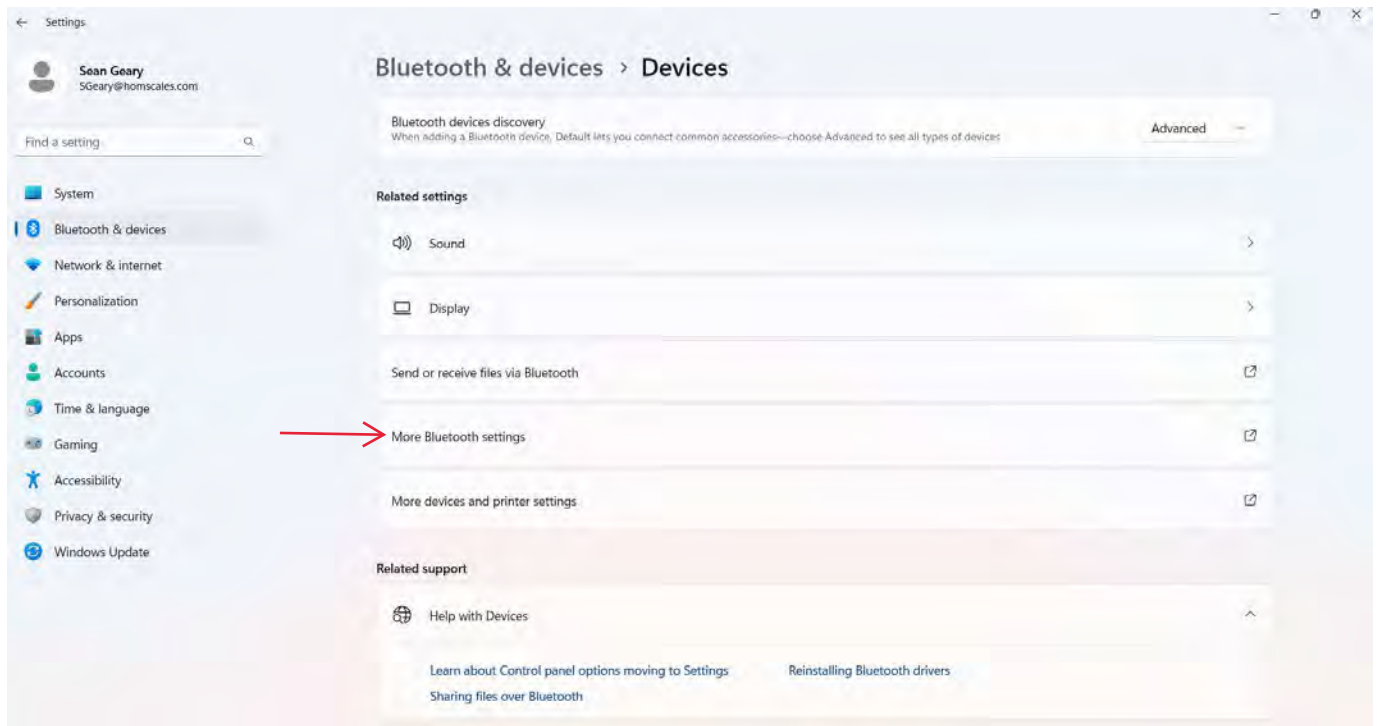 Settings
Sean Geary
SGeary@homscales.com
Find a setting
System
Bluetooth & devices
Network & internet
Personalization
Apps
Accounts
Time & language
Gaming
Accessibility
Privacy & security
Windows Update
Bluetooth & devices › Devices
Bluetooth devices discovery
When adding a Bluetooth device, Default lets you connect common accessories—choose Advanced to see all types of devices
Advanced
Related settings
Sound
Display
Send or receive files via Bluetooth
More Bluetooth settings
More devices and printer settings
Related support
Help with Devices
Learn about Control panel options moving to Settings Reinstalling Bluetooth drivers
Sharing files over Bluetooth